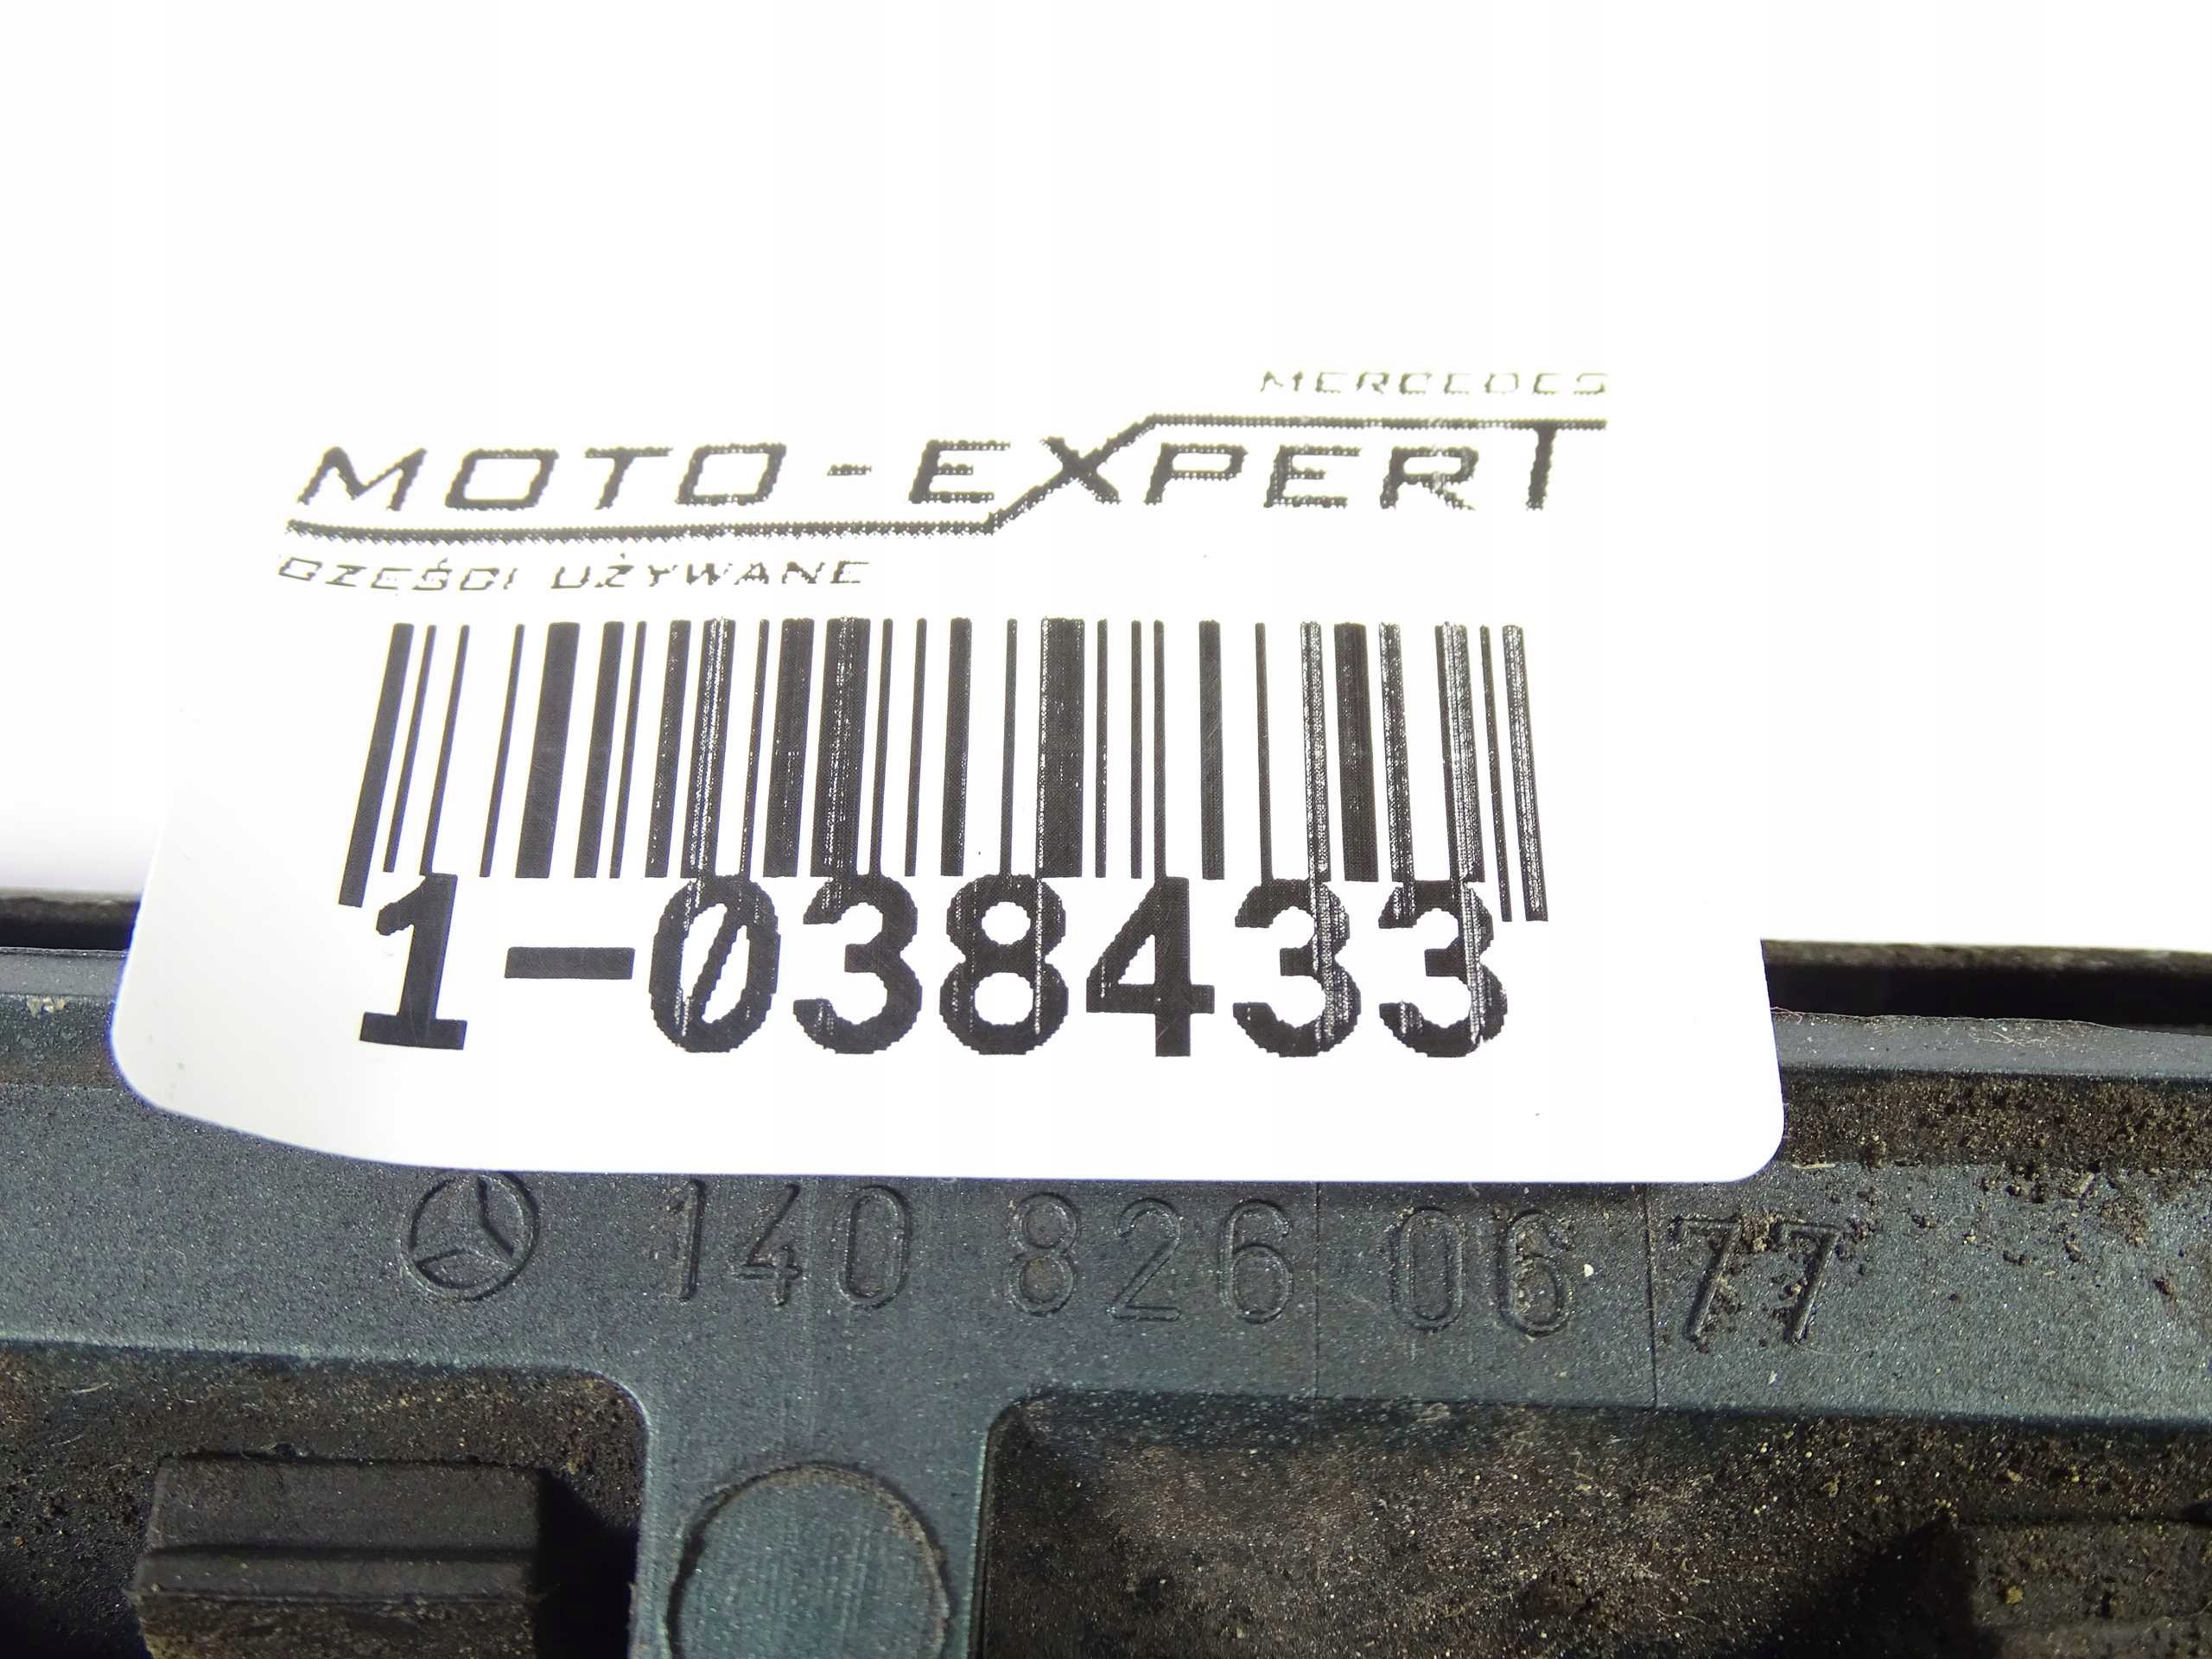 MERCEDES
MOTO-EXPERT
CZĘŚCI UŻYWANE
1-038433
140 826 06 77